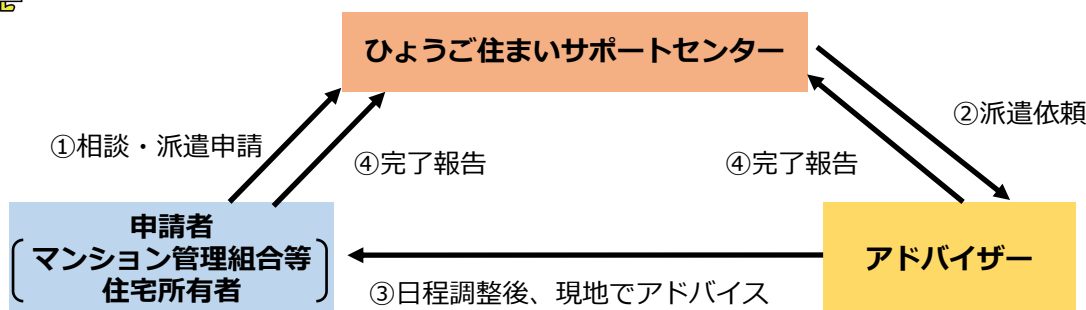 ひょうご住まいサポートセンター
①相談・派遣申請
④完了報告
④完了報告
②派遣依頼
申請者
マンション管理組合等
住宅所有者
アドバイザー
③日程調整後、現地でアドバイス